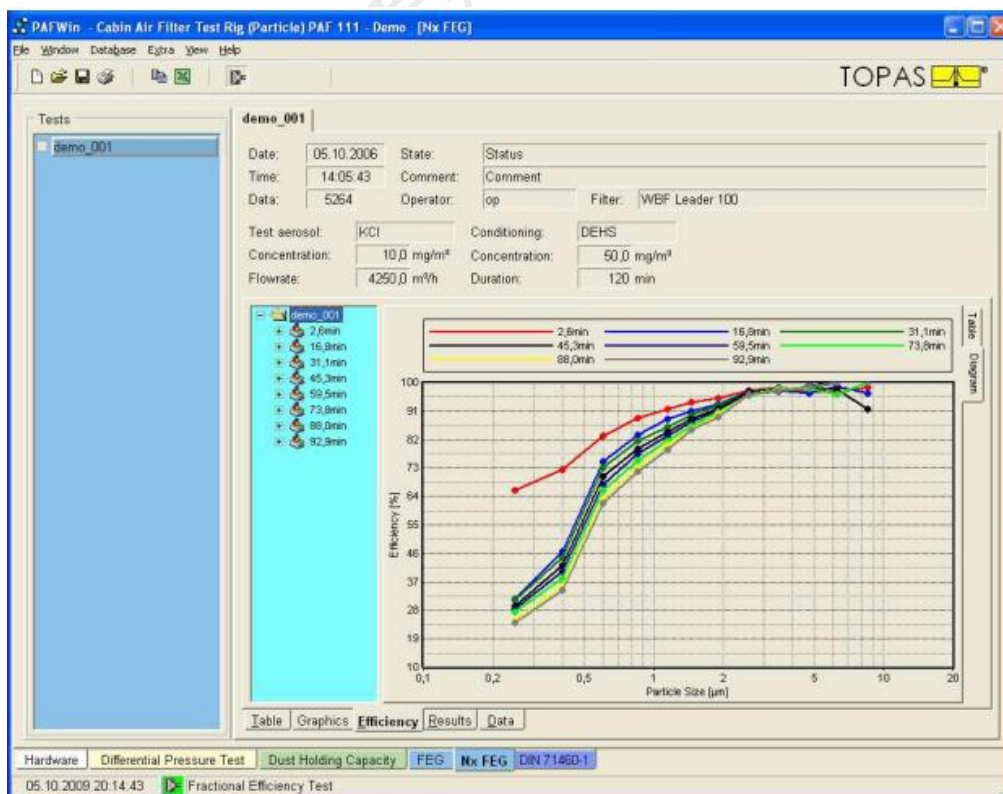 PAFWin - Cabin Air Filter Test Rig (Particle) PAF 111 - Demo - [Nx FEG]
File Window Database Extra View Help
TOPAS
Tests
demo_001
demo_001
Date: 05.10.2006 State: Status
Time: 14:05:43 Comment: Comment
Data: 5264 Operator: op Filter: WBF Leader 100
Test aerosol: KCl Conditioning: DEHS
Concentration: 10,0 mg/m³ Concentration: 50,0 mg/m³
Flowrate: 4250,0 m³/h Duration: 120 min
demo_001
2,6min
16,8min
31,1min
45,3min
59,5min
73,8min
88,0min
92,9min
2,6min 16,8min 31,1min
45,3min 59,5min 73,8min
88,0min 92,9min
Table
Diagram
100
91
82
73
64
55
46
37
28
19
10
Efficiency [%]
0,1 0,2 0,5 1 2 5 10 20
Particle Size [µm]
Table Graphics Efficiency Results Data
Hardware Differential Pressure Test Dust Holding Capacity FEG Nx FEG DIN 71460-1
05.10.2009 20:14:43 Fractional Efficiency Test